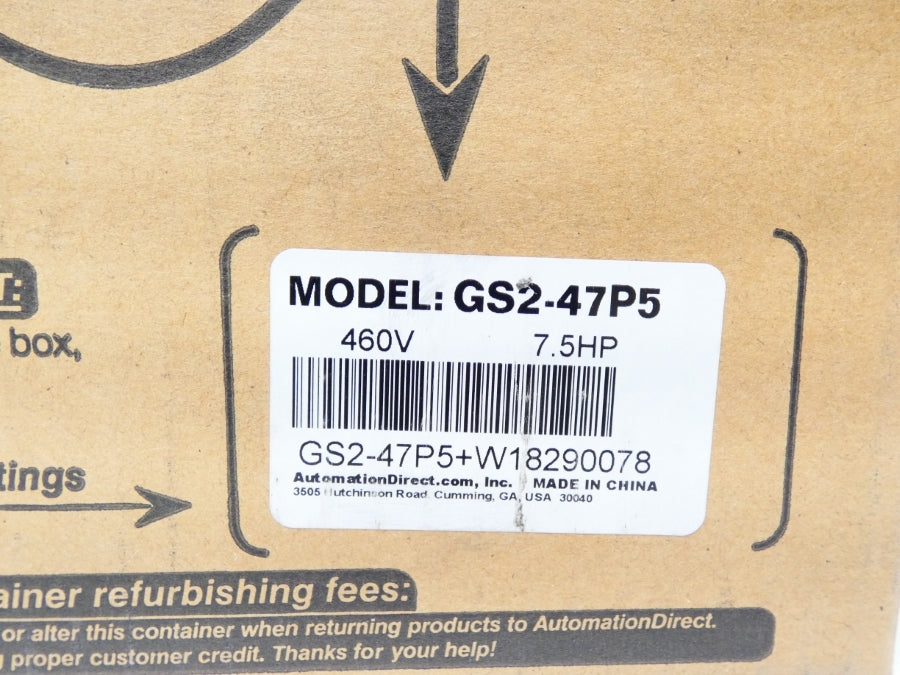 MODEL: GS2-47P5
460V 7.5HP
box,
GS2-47P5+W18290078
AutomationDirect.com, Inc. MADE IN CHINA
3505 Hutchinson Road, Cumming, GA, USA 30040
tings
ainer refurbishing fees:
or alter this container when returning products to AutomationDirect.
g proper customer credit. Thanks for your help!